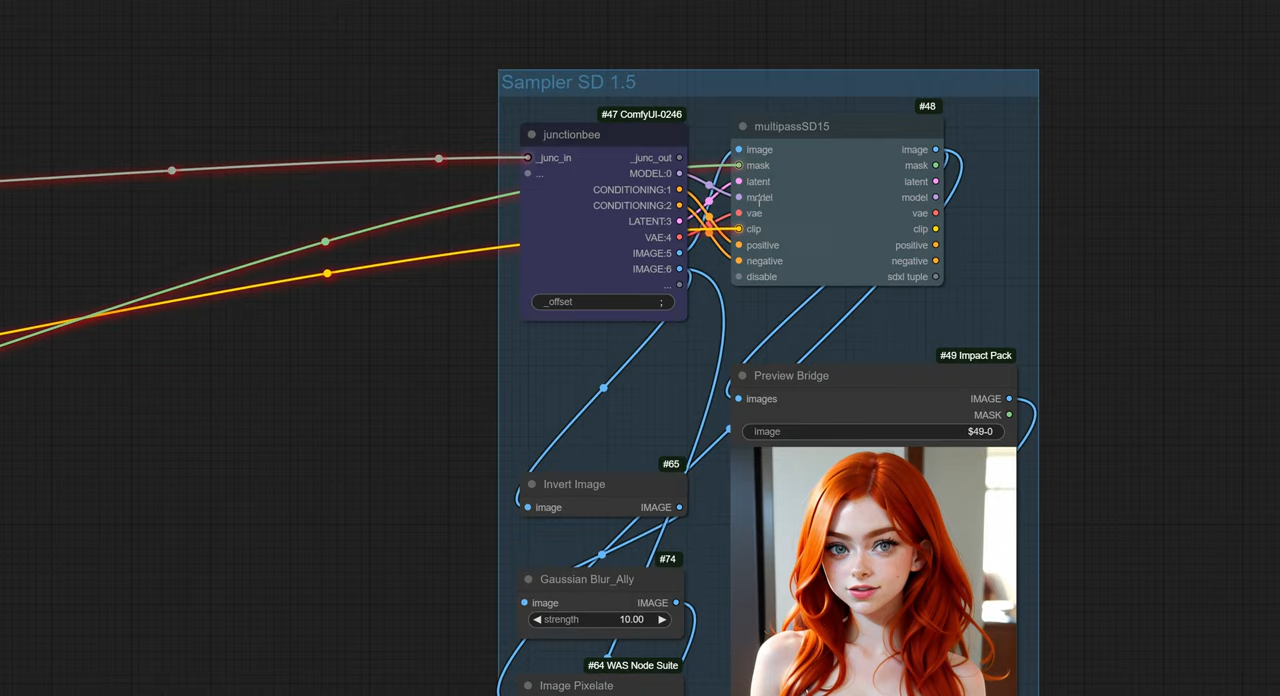 Sampler SD 1.5
#47 ComfyUI-0246
junctionbee
_junc_in
_junc_out
...
MODEL:0
CONDITIONING:1
CONDITIONING:2
LATENT:3
VAE:4
IMAGE:5
IMAGE:6
...
_offset ;
#48
multipassSD15
image image
mask mask
latent latent
model model
vae vae
clip clip
positive positive
negative negative
disable sdxl tuple
#49 Impact Pack
Preview Bridge
images IMAGE
MASK
image $49-0
#65
Invert Image
image IMAGE
#74
Gaussian Blur_Ally
image IMAGE
strength 10.00
#64 WAS Node Suite
Image Pixelate